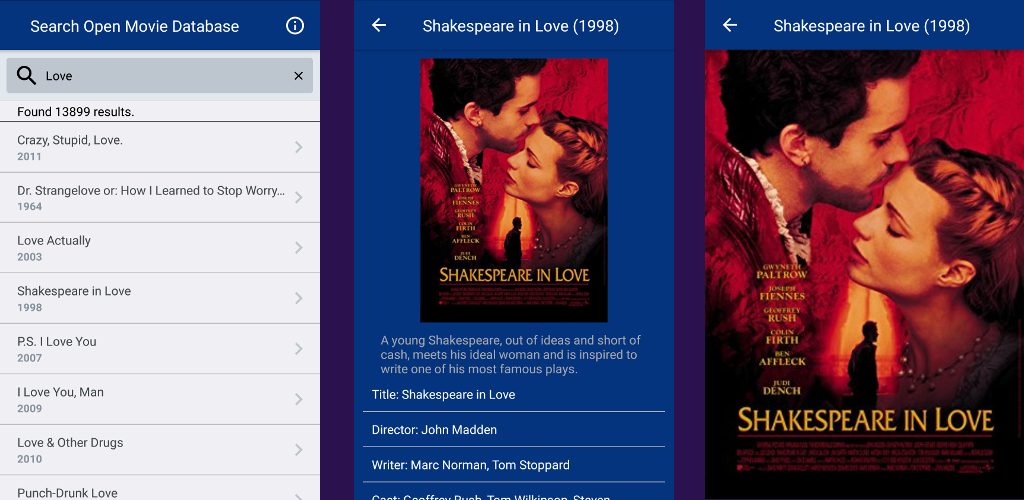 Search Open Movie Database
Love
Found 13899 results.
Crazy, Stupid, Love.
2011
Dr. Strangelove or: How I Learned to Stop Worry...
1964
Love Actually
2003
Shakespeare in Love
1998
P.S. I Love You
2007
I Love You, Man
2009
Love & Other Drugs
2010
Punch-Drunk Love
Shakespeare in Love (1998)
GWYNETH
PALTROW
JOSEPH
FIENNES
GEOFFREY
RUSH
COLIN
FIRTH
BEN
AFFLECK
JUDI
DENCH
SHAKESPEARE IN LOVE
A young Shakespeare, out of ideas and short of
cash, meets his ideal woman and is inspired to
write one of his most famous plays.
Title: Shakespeare in Love
Director: John Madden
Writer: Marc Norman, Tom Stoppard
Cast: Geoffrey Rush, Tom Wilkinson, Steven
Shakespeare in Love (1998)
GWYNETH
PALTROW
JOSEPH
FIENNES
GEOFFREY
RUSH
COLIN
FIRTH
BEN
AFFLECK
JUDI
DENCH
SHAKESPEARE IN LOVE